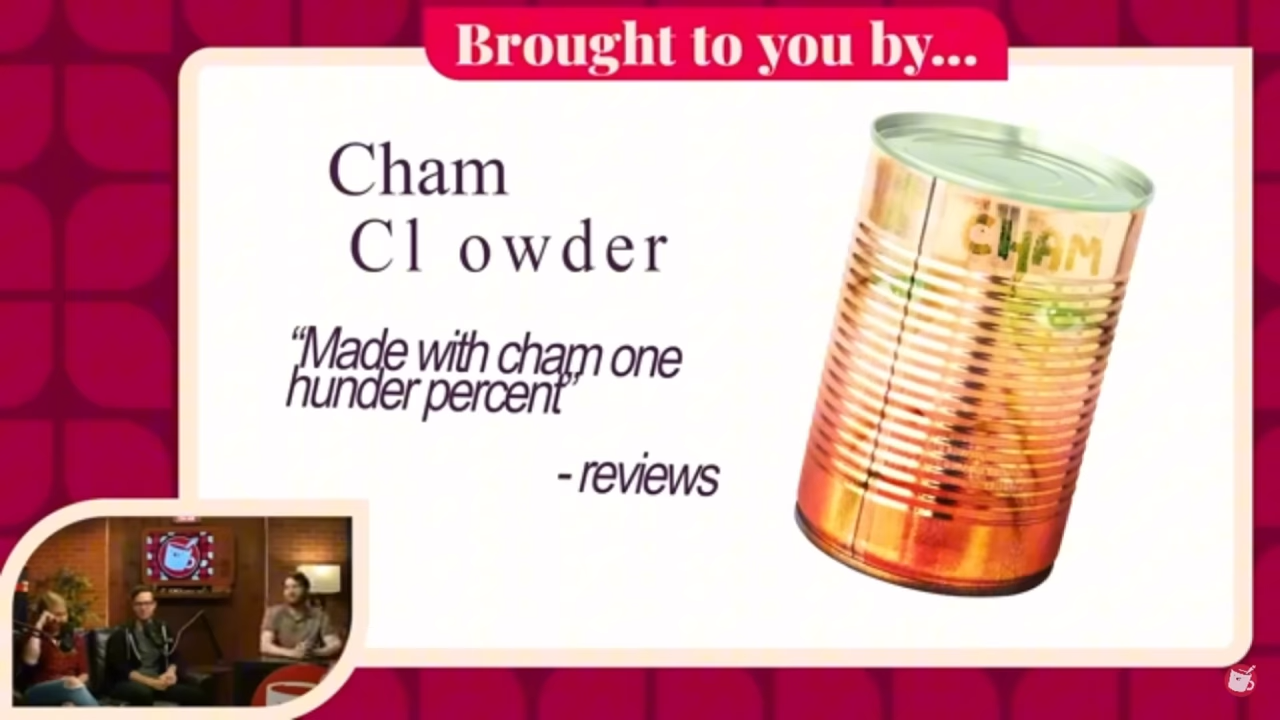 Brought to you by...
Cham
Cl owder
CHAM
“Made with cham one
hunder percent”
- reviews